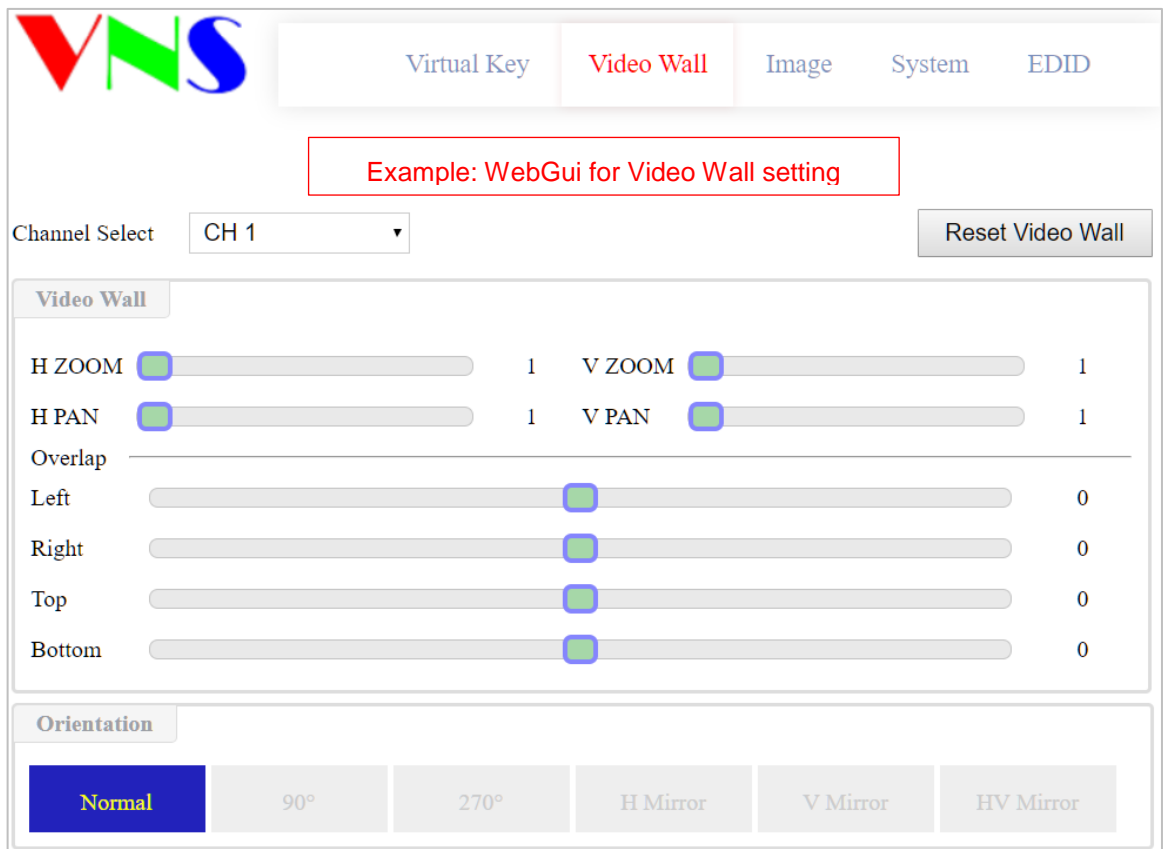 VNS
Virtual Key Video Wall Image System EDID
Example: WebGui for Video Wall setting
Channel Select CH 1 Reset Video Wall
Video Wall
H ZOOM 1 V ZOOM 1
H PAN 1 V PAN 1
Overlap
Left 0
Right 0
Top 0
Bottom 0
Orientation
Normal 90° 270° H Mirror V Mirror HV Mirror